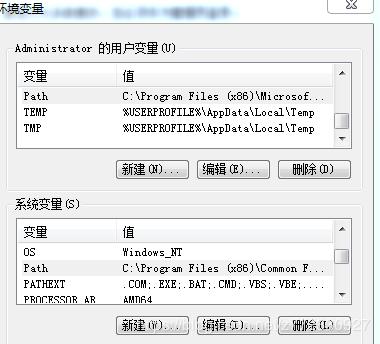 环境变量
Administrator 的用户变量(U)
变量 值
Path C:\Program Files (x86)\Microsof...
TEMP %USERPROFILE%\AppData\Local\Temp
TMP %USERPROFILE%\AppData\Local\Temp
新建(N)... 编辑(E)... 删除(D)
系统变量(S)
变量 值
OS Windows_NT
Path C:\Program Files (x86)\Common F...
PATHEXT .COM;.EXE;.BAT;.CMD;.VBS;.VBE;....
PROCESSOR_AR AMD64
新建(W)... 编辑(I)... 删除(L)